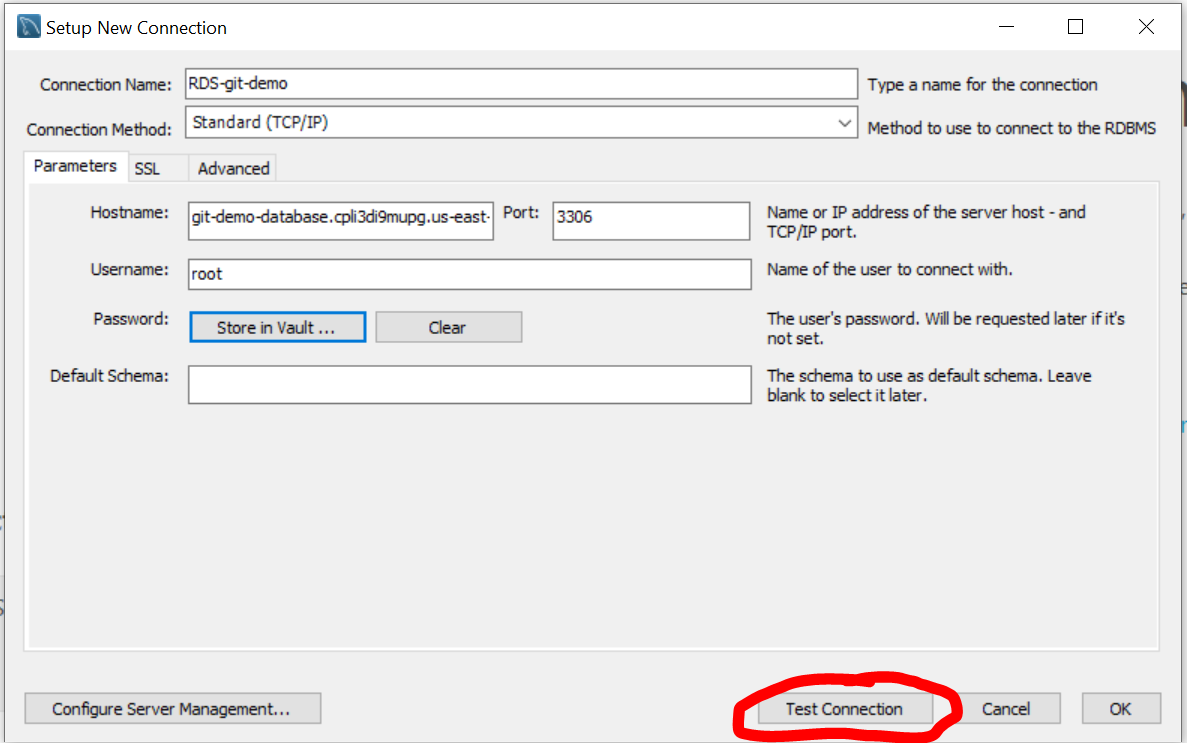 Setup New Connection
Connection Name: RDS-git-demo Type a name for the connection
Connection Method: Standard (TCP/IP) Method to use to connect to the RDBMS
Parameters SSL Advanced
Hostname: git-demo-database.cpli3di9mupg.us-east- Port: 3306 Name or IP address of the server host - and
TCP/IP port.
Username: root Name of the user to connect with.
Password: Store in Vault ... Clear The user's password. Will be requested later if it's
not set.
Default Schema: The schema to use as default schema. Leave
blank to select it later.
Configure Server Management... Test Connection Cancel OK